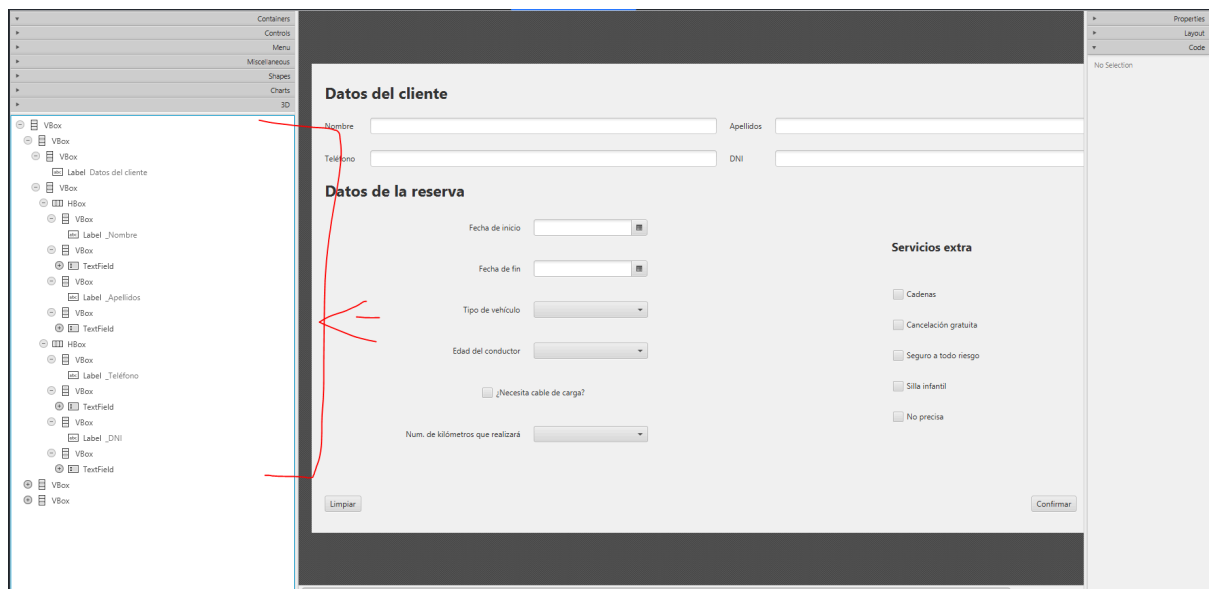 Containers
Controls
Menu
Miscellaneous
Shapes
Charts
3D
VBox
VBox
VBox
Label Datos del cliente
VBox
HBox
VBox
Label _Nombre
VBox
TextField
VBox
Label _Apellidos
VBox
TextField
HBox
VBox
Label _Teléfono
VBox
TextField
VBox
Label _DNI
VBox
TextField
VBox
VBox
Datos del cliente
Nombre Apellidos
Teléfono DNI
Datos de la reserva
Fecha de inicio
Fecha de fin
Tipo de vehículo
Edad del conductor
¿Necesita cable de carga?
Num. de kilómetros que realizará
Servicios extra
Cadenas
Cancelación gratuita
Seguro a todo riesgo
Silla infantil
No precisa
Limpiar Confirmar
Properties
Layout
Code
No Selection